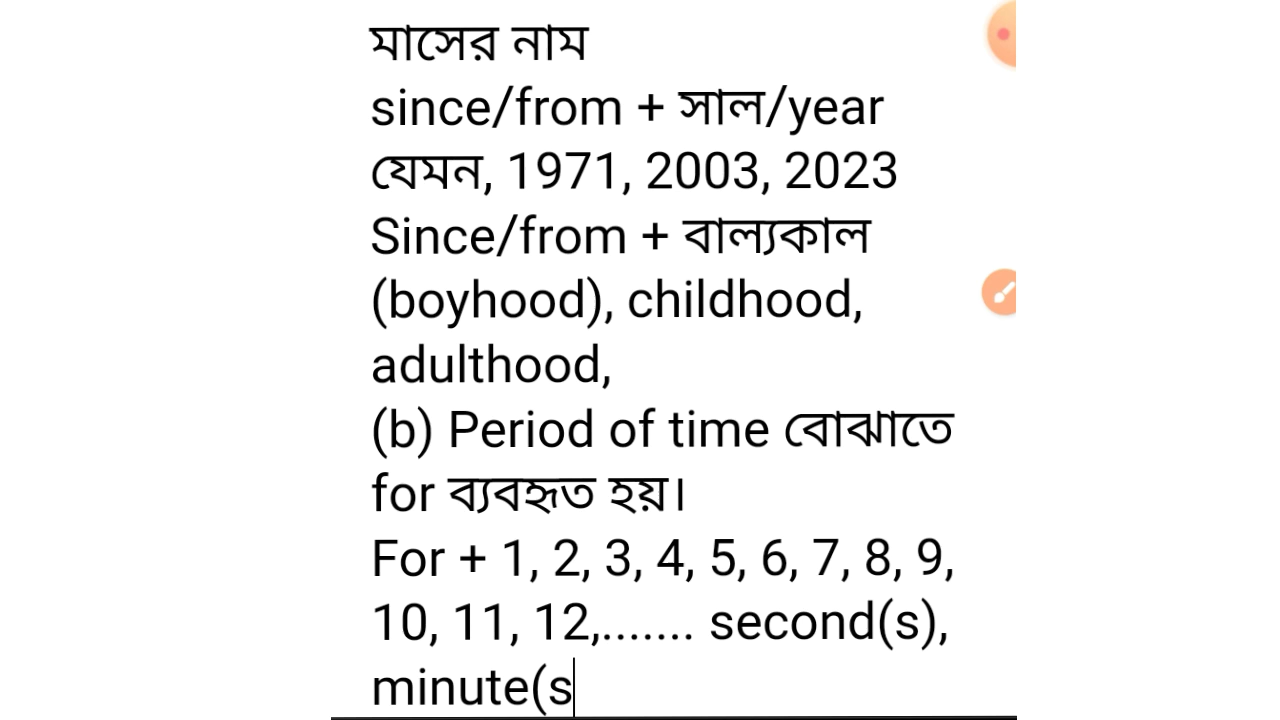 মাসের নাম
since/from + সাল/year
যেমন, 1971, 2003, 2023
Since/from + বাল্যকাল
(boyhood), childhood,
adulthood,
(b) Period of time বোঝাতে
for ব্যবহৃত হয়।
For + 1, 2, 3, 4, 5, 6, 7, 8, 9,
10, 11, 12,....... second(s),
minute(s